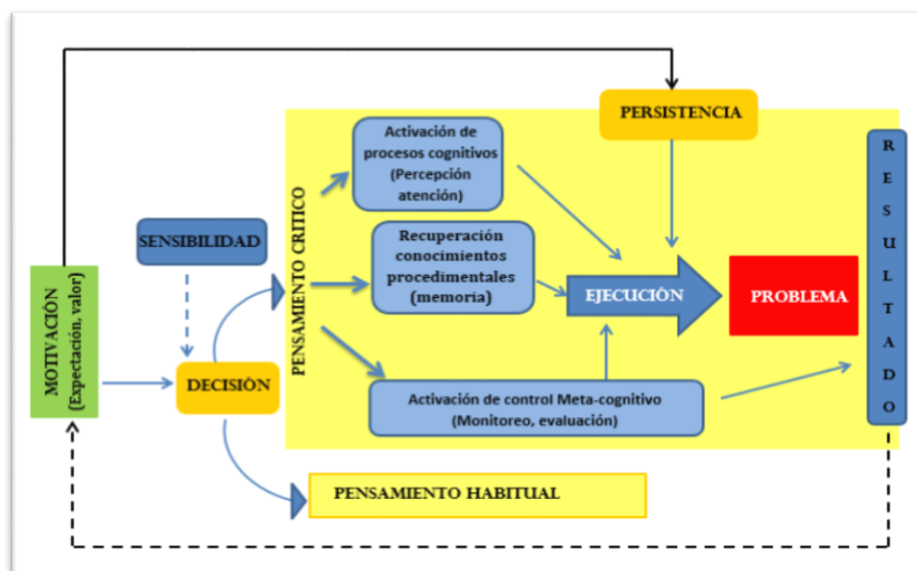 PERSISTENCIA
Activación de
procesos cognitivos
(Percepción
atención)
PENSAMIENTO CRITICO
SENSIBILIDAD
Recuperación
conocimientos
procedimentales
(memoria)
MOTIVACIÓN
(Expectación, valor)
EJECUCIÓN
PROBLEMA
RESULTADO
DECISIÓN
Activación de control Meta-cognitivo
(Monitoreo, evaluación)
PENSAMIENTO HABITUAL